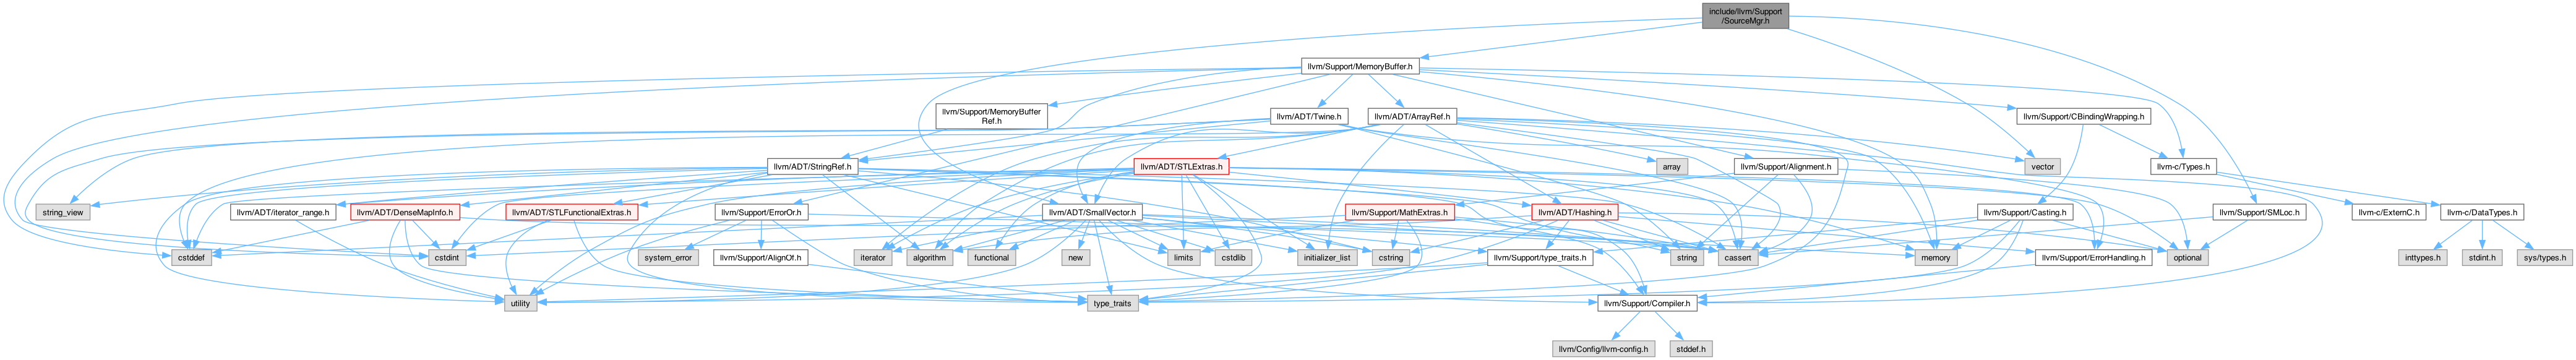 include/llvm/Support
/SourceMgr.h
llvm/Support/MemoryBuffer.h
llvm/Support/MemoryBuffer
Ref.h
llvm/ADT/Twine.h
llvm/ADT/ArrayRef.h
llvm/Support/CBindingWrapping.h
llvm/ADT/StringRef.h
llvm/ADT/STLExtras.h
array
llvm/Support/Alignment.h
vector
llvm-c/Types.h
string_view
llvm/ADT/iterator_range.h
llvm/ADT/DenseMapInfo.h
llvm/ADT/STLFunctionalExtras.h
llvm/Support/ErrorOr.h
llvm/ADT/SmallVector.h
llvm/Support/MathExtras.h
llvm/ADT/Hashing.h
llvm/Support/Casting.h
llvm/Support/SMLoc.h
llvm-c/ExternC.h
llvm-c/DataTypes.h
cstddef
cstdint
system_error
llvm/Support/AlignOf.h
iterator
algorithm
functional
new
limits
cstdlib
initializer_list
cstring
llvm/Support/type_traits.h
string
cassert
memory
llvm/Support/ErrorHandling.h
optional
inttypes.h
stdint.h
sys/types.h
utility
type_traits
llvm/Support/Compiler.h
llvm/Config/llvm-config.h
stddef.h